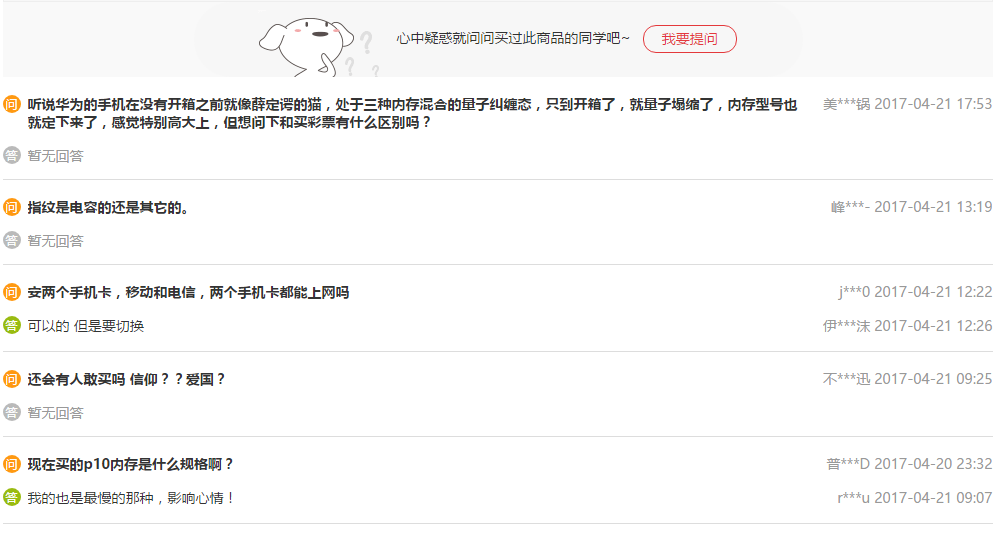 心中疑惑就问问买过此商品的同学吧~ 我要提问
问 听说华为的手机在没有开箱之前就像薛定谔的猫，处于三种内存混合的量子纠缠态，只到开箱了，就量子塌缩了，内存型号也 美***锅 2017-04-21 17:53
就定下来了，感觉特别高大上，但想问下和买彩票有什么区别吗？
答 暂无回答
问 指纹是电容的还是其它的。 峰***- 2017-04-21 13:19
答 暂无回答
问 安两个手机卡，移动和电信，两个手机卡都能上网吗 j***0 2017-04-21 12:22
答 可以的 但是要切换 伊***沫 2017-04-21 12:26
问 还会有人敢买吗 信仰？？爱国？ 不***迅 2017-04-21 09:25
答 暂无回答
问 现在买的p10内存是什么规格啊？ 普***D 2017-04-20 23:32
答 我的也是最慢的那种，影响心情！ r***u 2017-04-21 09:07